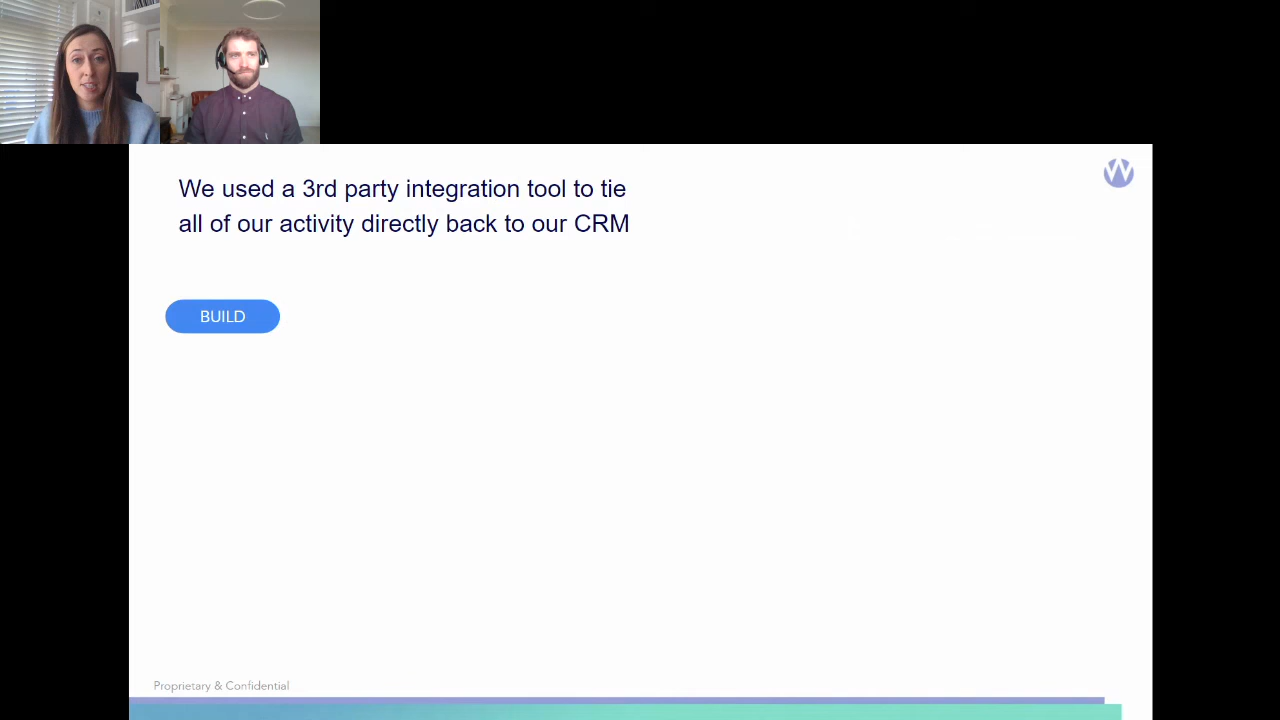 We used a 3rd party integration tool to tie
all of our activity directly back to our CRM
BUILD
Proprietary & Confidential